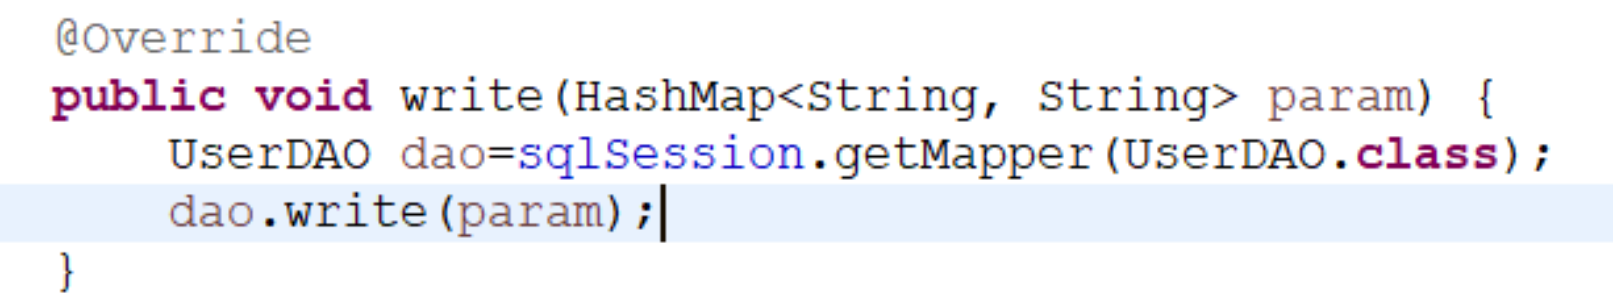 @Override
public void write(HashMap<String, String> param) {
    UserDAO dao=sqlSession.getMapper(UserDAO.class);
    dao.write(param);
}